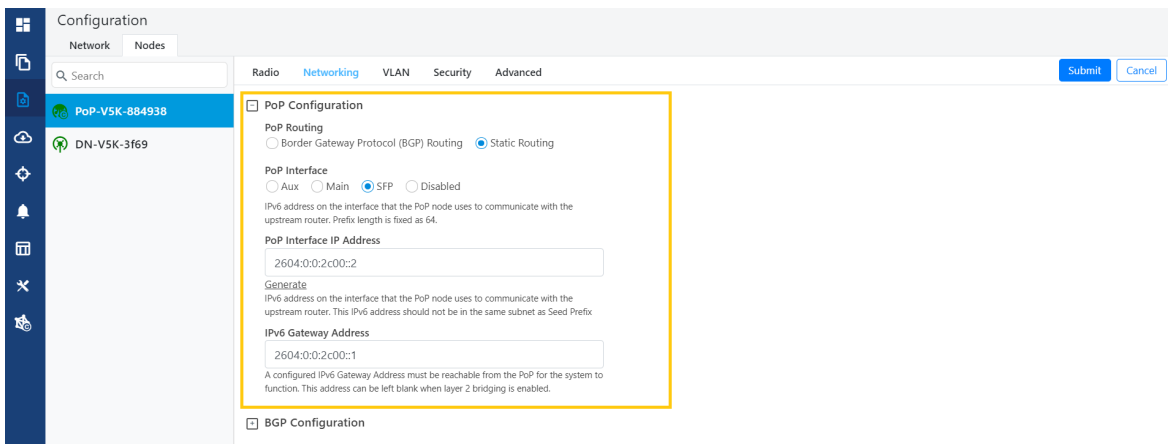 Configuration
Network Nodes
Search
Radio Networking VLAN Security Advanced Submit Cancel
PoP-V5K-884938
DN-V5K-3f69
PoP Configuration
PoP Routing
Border Gateway Protocol (BGP) Routing Static Routing
PoP Interface
Aux Main SFP Disabled
IPv6 address on the interface that the PoP node uses to communicate with the
upstream router. Prefix length is fixed as 64.
PoP Interface IP Address
2604:0:0:2c00::2
Generate
IPv6 address on the interface that the PoP node uses to communicate with the
upstream router. This IPv6 address should not be in the same subnet as Seed Prefix
IPv6 Gateway Address
2604:0:0:2c00::1
A configured IPv6 Gateway Address must be reachable from the PoP for the system to
function. This address can be left blank when layer 2 bridging is enabled.
BGP Configuration